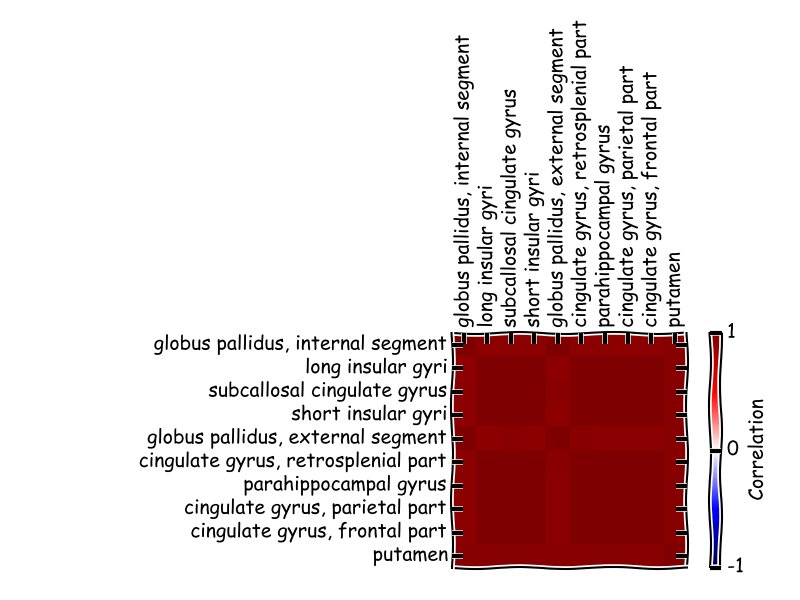 globus pallidus, internal segment
long insular gyri
subcallosal cingulate gyrus
short insular gyri
globus pallidus, external segment
cingulate gyrus, retrosplenial part
parahippocampal gyrus
cingulate gyrus, parietal part
cingulate gyrus, frontal part
putamen
globus pallidus, internal segment
long insular gyri
subcallosal cingulate gyrus
short insular gyri
globus pallidus, external segment
cingulate gyrus, retrosplenial part
parahippocampal gyrus
cingulate gyrus, parietal part
cingulate gyrus, frontal part
putamen
1
0
-1
Correlation